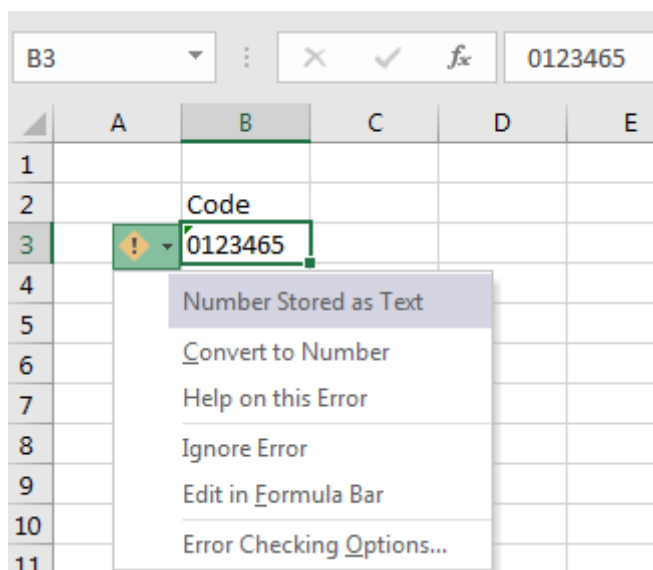 B3 fx 0123465
A B C D E
1
2 Code
3 ! 0123465
4
5
6
7
8
9
10
11
Number Stored as Text
Convert to Number
Help on this Error
Ignore Error
Edit in Formula Bar
Error Checking Options...